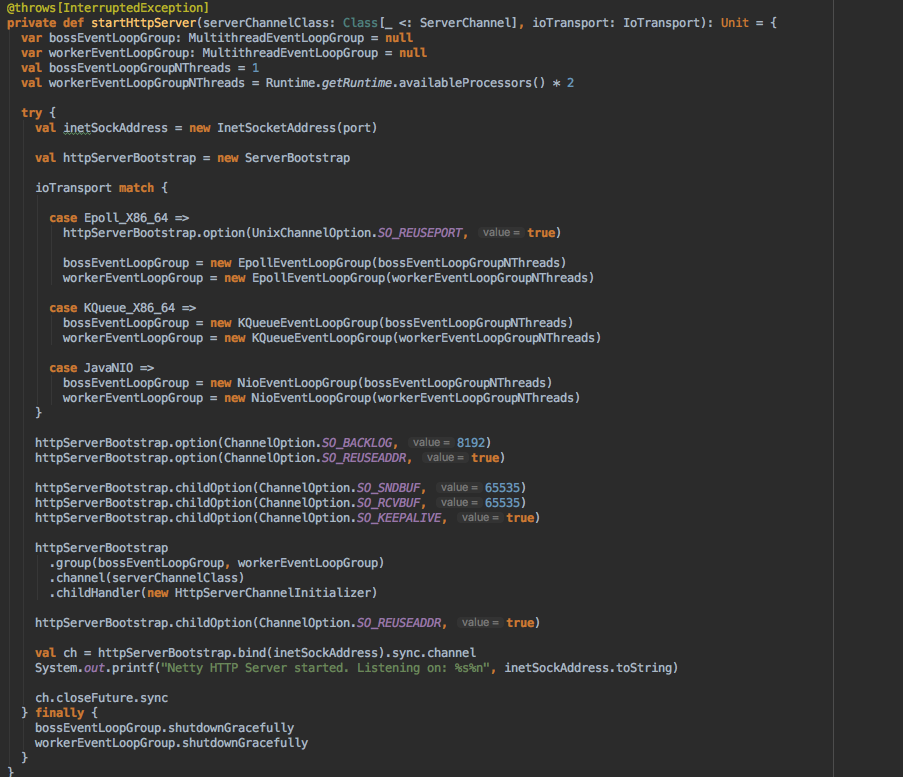 @throws[InterruptedException]
private def startHttpServer(serverChannelClass: Class[_ <: ServerChannel], ioTransport: IoTransport): Unit = {
  var bossEventLoopGroup: MultithreadEventLoopGroup = null
  var workerEventLoopGroup: MultithreadEventLoopGroup = null
  val bossEventLoopGroupNThreads = 1
  val workerEventLoopGroupNThreads = Runtime.getRuntime.availableProcessors() * 2

  try {
    val inetSockAddress = new InetSocketAddress(port)

    val httpServerBootstrap = new ServerBootstrap

    ioTransport match {

      case Epoll_X86_64 =>
        httpServerBootstrap.option(UnixChannelOption.SO_REUSEPORT, value = true)

        bossEventLoopGroup = new EpollEventLoopGroup(bossEventLoopGroupNThreads)
        workerEventLoopGroup = new EpollEventLoopGroup(workerEventLoopGroupNThreads)

      case KQueue_X86_64 =>
        bossEventLoopGroup = new KQueueEventLoopGroup(bossEventLoopGroupNThreads)
        workerEventLoopGroup = new KQueueEventLoopGroup(workerEventLoopGroupNThreads)

      case JavaNIO =>
        bossEventLoopGroup = new NioEventLoopGroup(bossEventLoopGroupNThreads)
        workerEventLoopGroup = new NioEventLoopGroup(workerEventLoopGroupNThreads)
    }

    httpServerBootstrap.option(ChannelOption.SO_BACKLOG, value = 8192)
    httpServerBootstrap.option(ChannelOption.SO_REUSEADDR, value = true)

    httpServerBootstrap.childOption(ChannelOption.SO_SNDBUF, value = 65535)
    httpServerBootstrap.childOption(ChannelOption.SO_RCVBUF, value = 65535)
    httpServerBootstrap.childOption(ChannelOption.SO_KEEPALIVE, value = true)

    httpServerBootstrap
      .group(bossEventLoopGroup, workerEventLoopGroup)
      .channel(serverChannelClass)
      .childHandler(new HttpServerChannelInitializer)

    httpServerBootstrap.childOption(ChannelOption.SO_REUSEADDR, value = true)

    val ch = httpServerBootstrap.bind(inetSockAddress).sync.channel
    System.out.printf("Netty HTTP Server started. Listening on: %s%n", inetSockAddress.toString)

    ch.closeFuture.sync
  } finally {
    bossEventLoopGroup.shutdownGracefully
    workerEventLoopGroup.shutdownGracefully
  }
}